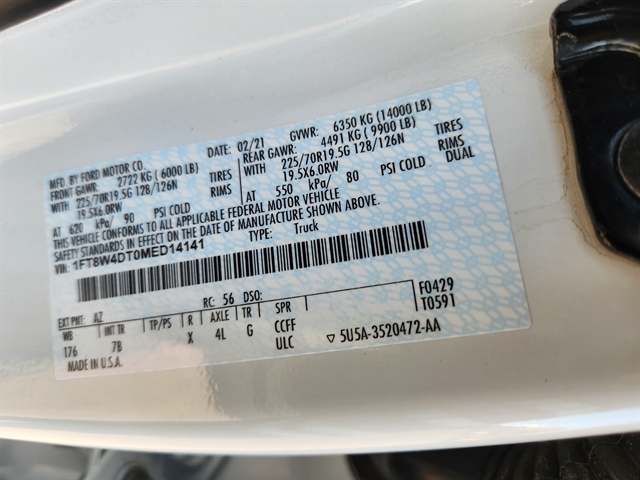 MFD. BY FORD MOTOR CO. DATE: 02/21 GVWR: 6350 KG (14000 LB)
FRONT GAWR: 2722 KG (6000 LB) REAR GAWR: 4491 KG (9900 LB)
WITH 225/70R19.5G 128/126N TIRES WITH 225/70R19.5G 128/126N TIRES
19.5X6.0RW RIMS 19.5X6.0RW RIMS
AT 620 kPa/ 90 PSI COLD AT 550 kPa/ 80 PSI COLD DUAL
THIS VEHICLE CONFORMS TO ALL APPLICABLE FEDERAL MOTOR VEHICLE
SAFETY STANDARDS IN EFFECT ON THE DATE OF MANUFACTURE SHOWN ABOVE.
1FT8W4DT0MED14141 TYPE: Truck
F0429
T0591
EXT PNT: AZ RC: 56 DSO:
WB INT TR TP/PS R AXLE TR SPR
176 7B X 4L G CCFF
MADE IN U.S.A. ULC ▽ 5U5A-3520472-AA